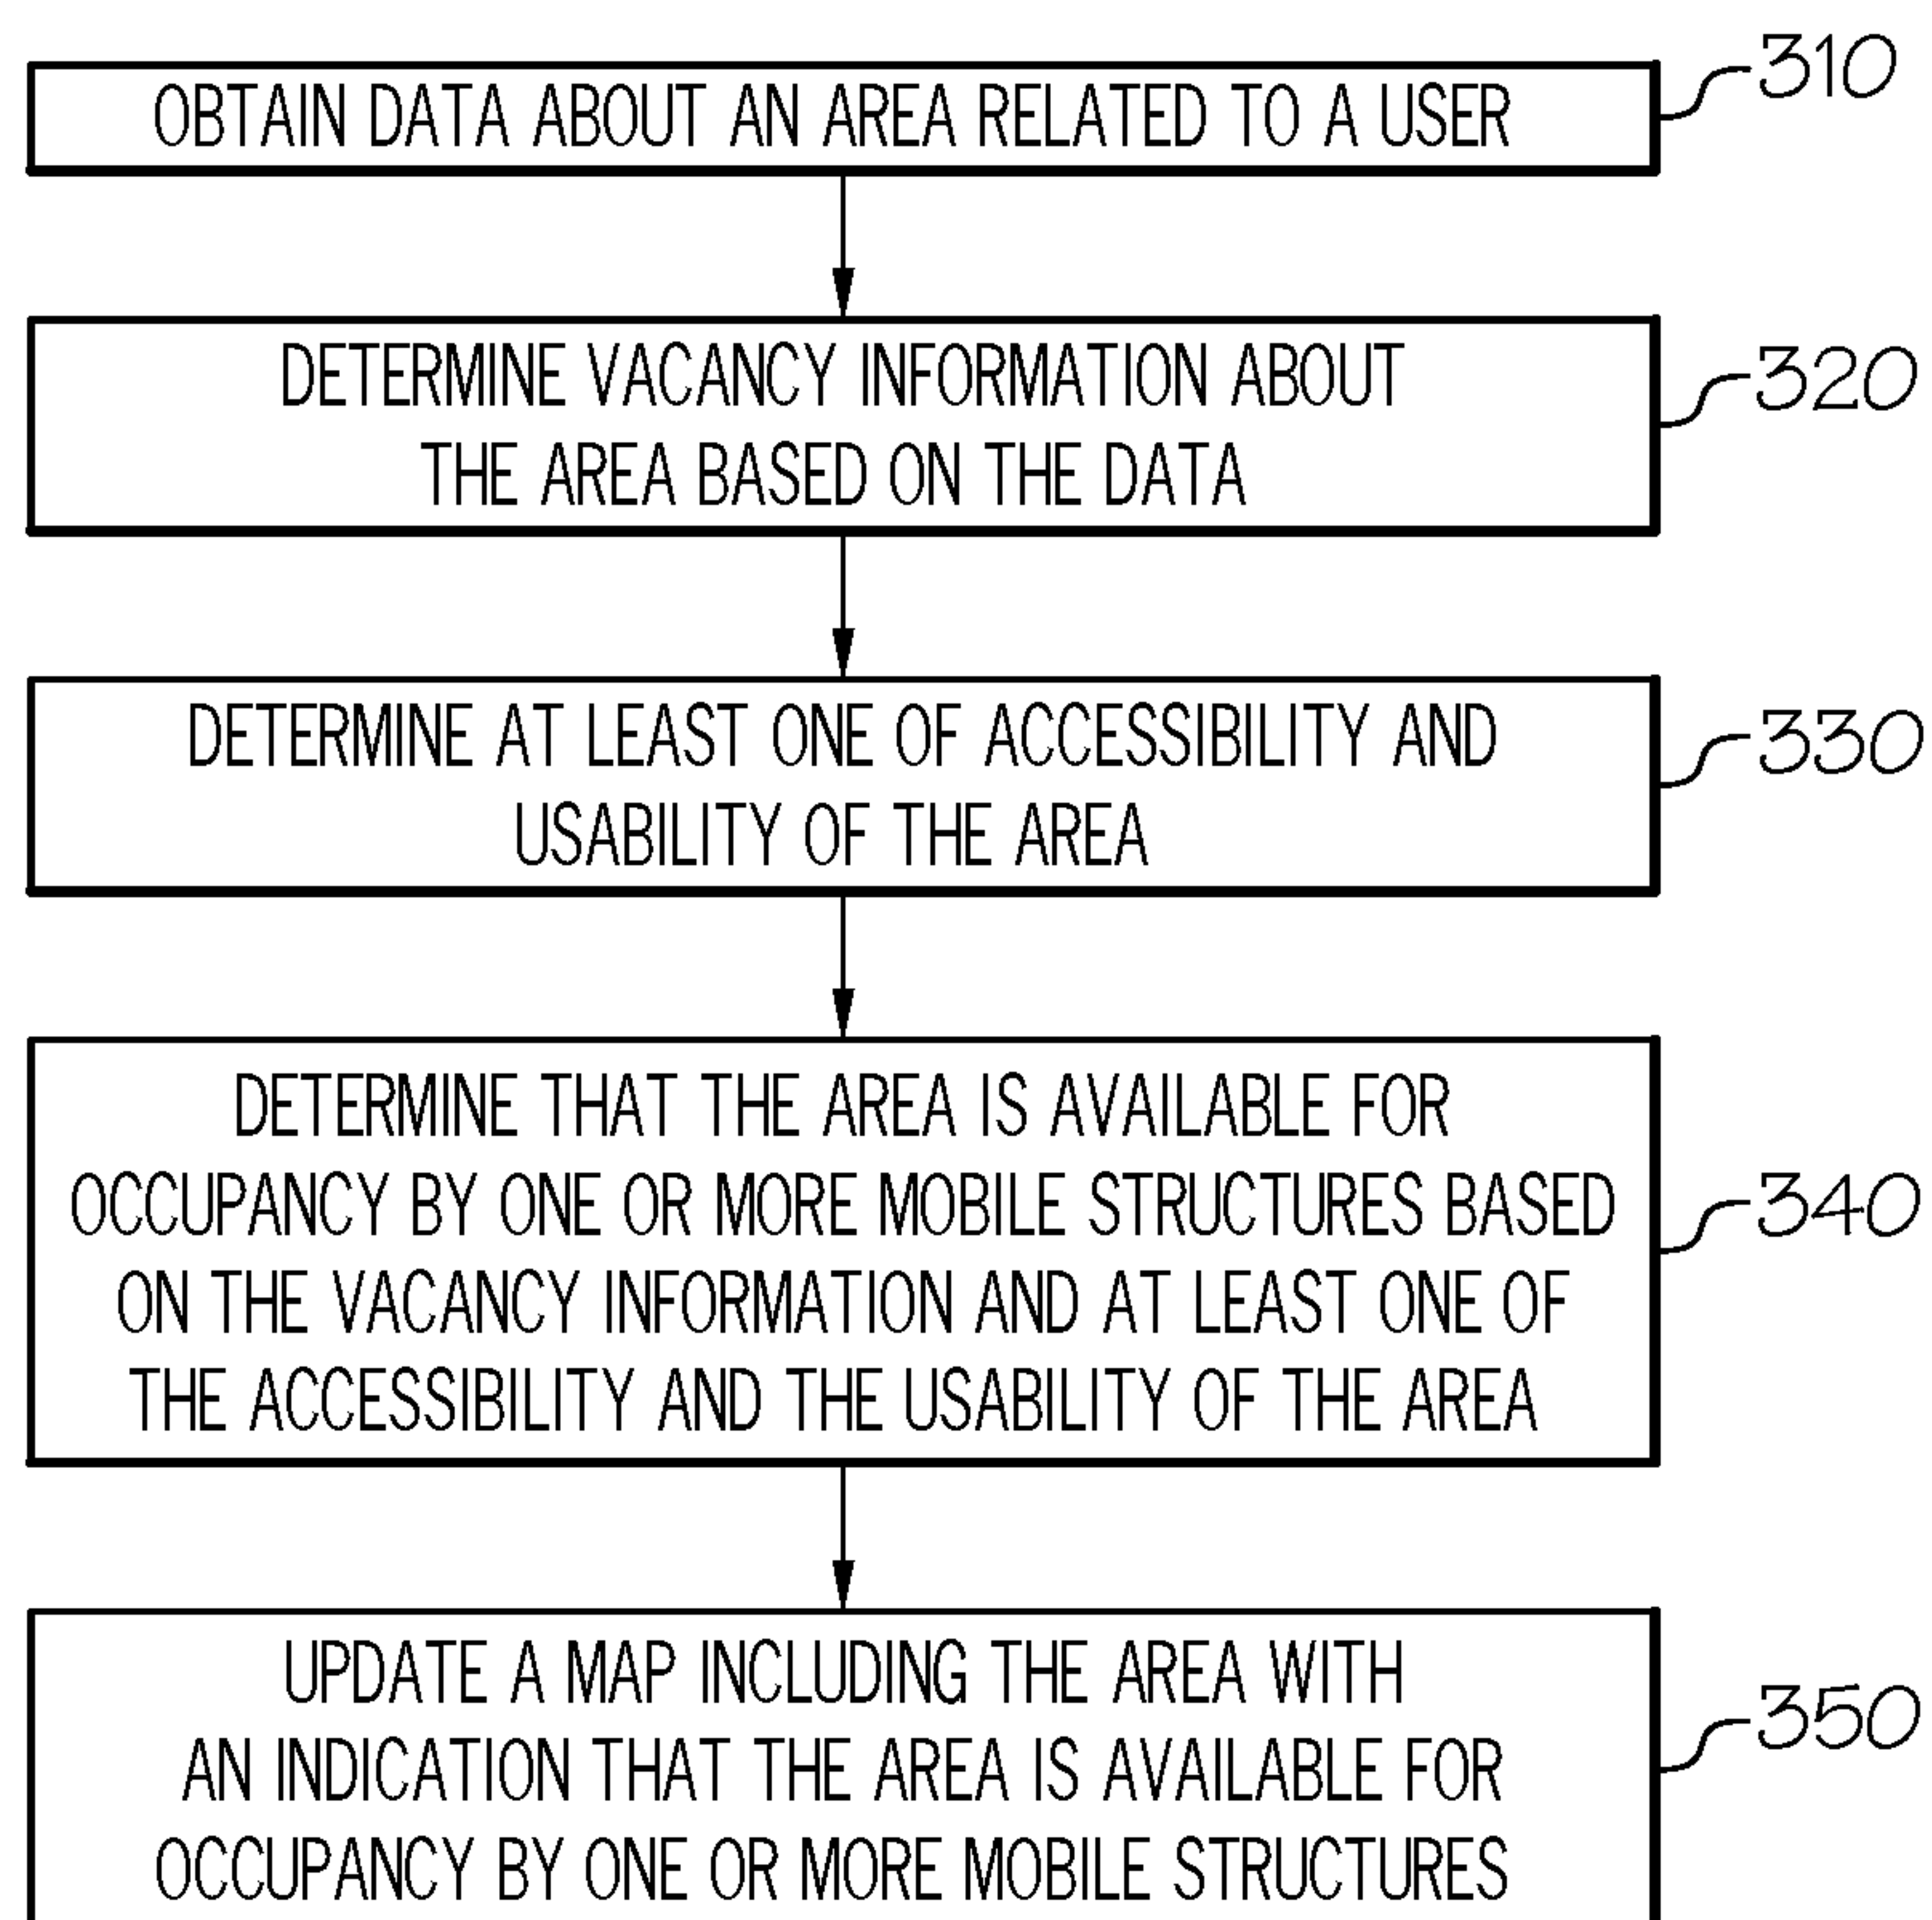 OBTAIN DATA ABOUT AN AREA RELATED TO A USER
310
DETERMINE VACANCY INFORMATION ABOUT
THE AREA BASED ON THE DATA
320
DETERMINE AT LEAST ONE OF ACCESSIBILITY AND
USABILITY OF THE AREA
330
DETERMINE THAT THE AREA IS AVAILABLE FOR
OCCUPANCY BY ONE OR MORE MOBILE STRUCTURES BASED
ON THE VACANCY INFORMATION AND AT LEAST ONE OF
THE ACCESSIBILITY AND THE USABILITY OF THE AREA
340
UPDATE A MAP INCLUDING THE AREA WITH
AN INDICATION THAT THE AREA IS AVAILABLE FOR
OCCUPANCY BY ONE OR MORE MOBILE STRUCTURES
350